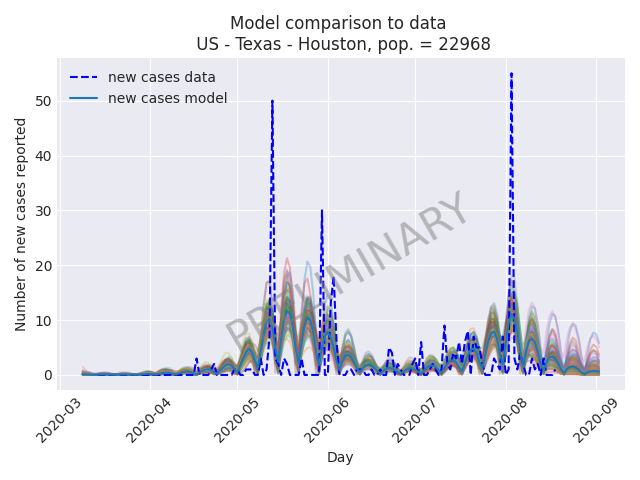 Model comparison to data
US - Texas - Houston, pop. = 22968
new cases data
new cases model
Number of new cases reported
50
40
30
20
10
0
PRELIMINARY
2020-03
2020-04
2020-05
2020-06
2020-07
2020-08
2020-09
Day